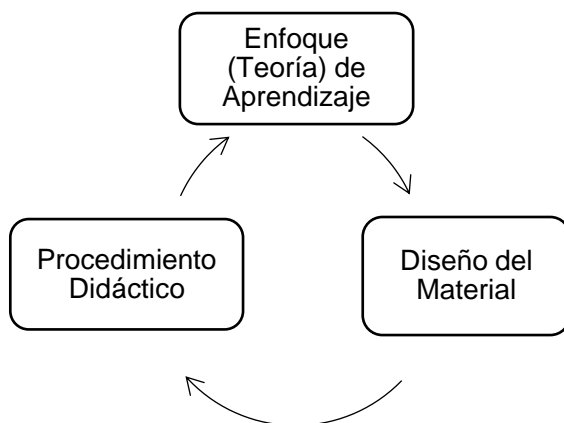 Enfoque
(Teoría) de
Aprendizaje
Procedimiento
Didáctico
Diseño del
Material